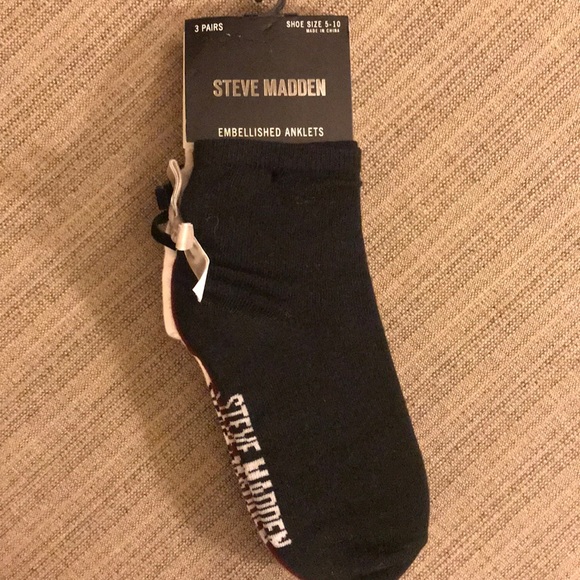 3 PAIRS
SHOE SIZE 5-10
MADE IN CHINA
STEVE MADDEN
EMBELLISHED ANKLETS
STEVE MADDEN